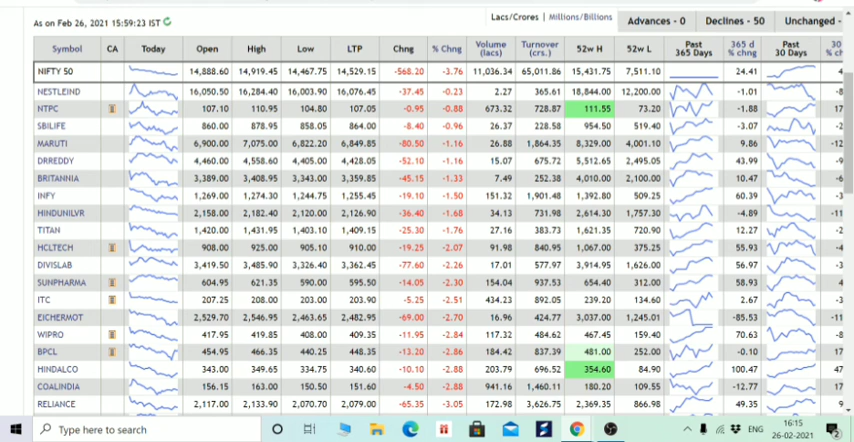 As on Feb 26, 2021 15:59:23 IST
Lacs/Crores | Millions/Billions
Advances - 0 Declines - 50 Unchanged -
Symbol CA Today Open High Low LTP Chng % Chng Volume (lacs) Turnover (crs.) 52w H 52w L Past 365 Days 365 d % chng Past 30 Days 30 % ch
NIFTY 50 14,888.60 14,919.45 14,467.75 14,529.15 -568.20 -3.76 11,036.34 65,011.86 15,431.75 7,511.10 24.41 4
NESTLEIND 16,050.50 16,284.40 16,003.90 16,076.45 -37.45 -0.23 2.27 365.61 18,844.00 12,200.00 -1.01 -8
NTPC 107.10 110.95 104.80 107.05 -0.95 -0.88 673.32 728.87 111.55 73.20 -1.88 17
SBILIFE 860.00 878.95 858.05 864.00 -8.40 -0.96 26.37 228.58 954.50 519.40 -3.07 -2
MARUTI 6,900.00 7,075.00 6,822.20 6,849.85 -80.50 -1.16 26.88 1,864.35 8,329.00 4,001.10 9.86 -12
DRREDDY 4,460.00 4,558.60 4,405.00 4,428.05 -52.10 -1.16 15.07 675.72 5,512.65 2,495.05 43.99 -9
BRITANNIA 3,389.00 3,408.95 3,343.00 3,359.85 -45.15 -1.33 7.49 252.38 4,010.00 2,100.00 10.47 -6
INFY 1,269.00 1,274.30 1,244.75 1,255.45 -19.10 -1.50 151.32 1,901.48 1,392.80 509.25 60.39 -3
HINDUNILVR 2,158.00 2,182.40 2,120.00 2,126.90 -36.40 -1.68 34.13 731.98 2,614.30 1,757.30 -4.89 -11
TITAN 1,420.00 1,431.95 1,403.10 1,409.15 -25.30 -1.76 27.16 383.73 1,621.35 720.90 12.27 -2
HCLTECH 908.00 925.00 905.10 910.00 -19.25 -2.07 91.98 840.95 1,067.00 375.25 55.93 -4
DIVISLAB 3,419.50 3,485.90 3,326.40 3,362.45 -77.60 -2.26 17.01 577.97 3,914.95 1,626.00 56.97 -3
SUNPHARMA 604.95 621.35 590.00 595.50 -14.05 -2.30 154.04 937.53 654.40 312.00 58.93 4
ITC 207.25 208.00 203.00 203.90 -5.25 -2.51 434.23 892.05 239.20 134.60 2.67 -3
EICHERMOT 2,529.70 2,546.95 2,463.65 2,482.95 -69.00 -2.70 16.96 424.77 3,037.00 1,245.01 -85.53 -11
WIPRO 417.95 419.85 408.00 409.35 -11.95 -2.84 117.32 484.62 467.45 159.40 70.63 -8
BPCL 454.95 466.35 440.25 448.35 -13.20 -2.86 184.42 837.39 481.00 252.00 -0.10 17
HINDALCO 343.00 349.65 334.75 340.60 -10.10 -2.88 203.79 696.52 354.60 84.90 100.47 47
COALINDIA 156.15 163.00 150.50 151.60 -4.50 -2.88 941.16 1,460.11 180.20 109.55 -12.77 17
RELIANCE 2,117.00 2,133.90 2,070.70 2,079.00 -65.35 -3.05 172.98 3,626.75 2,369.35 866.98 49.35 -9
Type here to search
ENG 16:15
26-02-2021